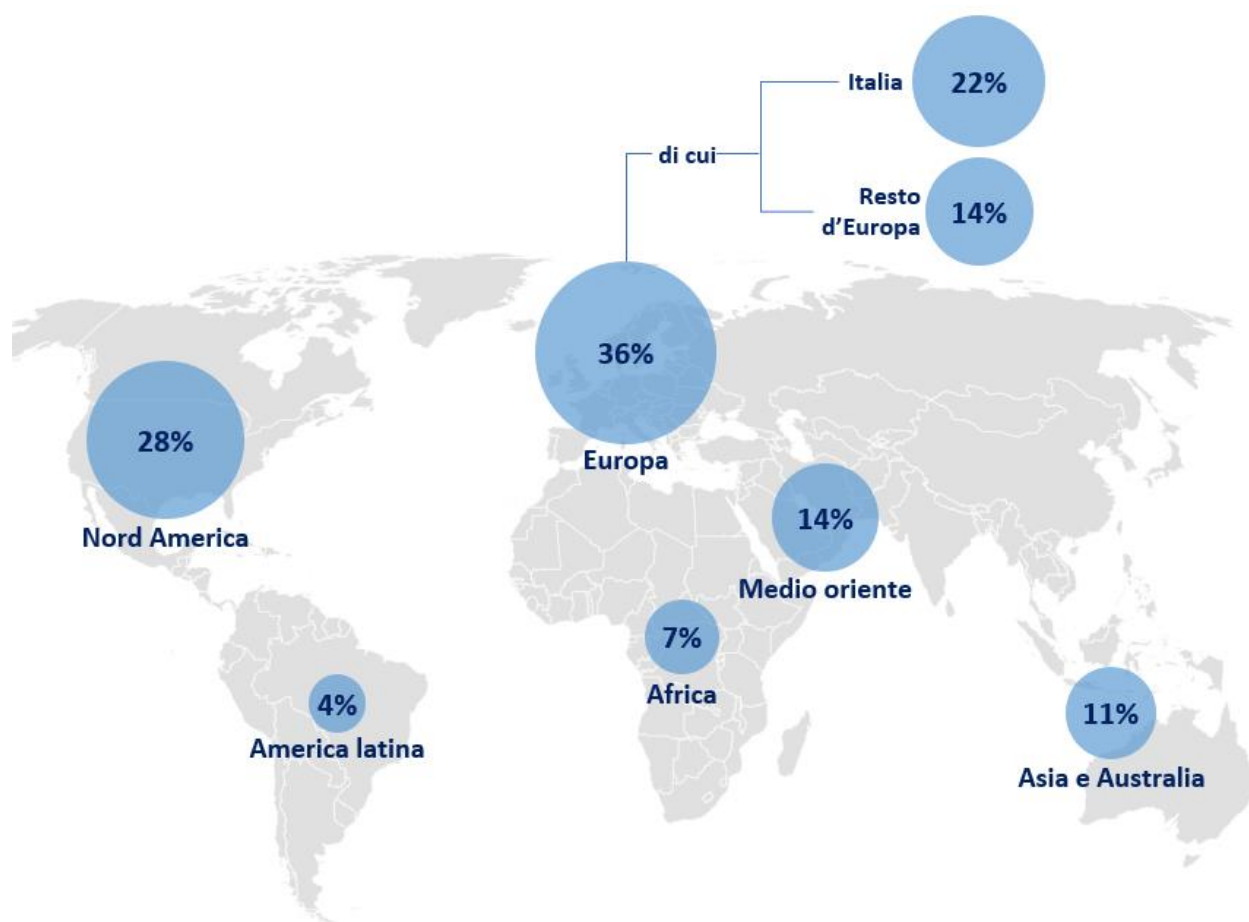 Italia 22%
di cui
Resto
d'Europa 14%
36%
Europa
28%
Nord America
14%
Medio oriente
7%
Africa
4%
America latina
11%
Asia e Australia